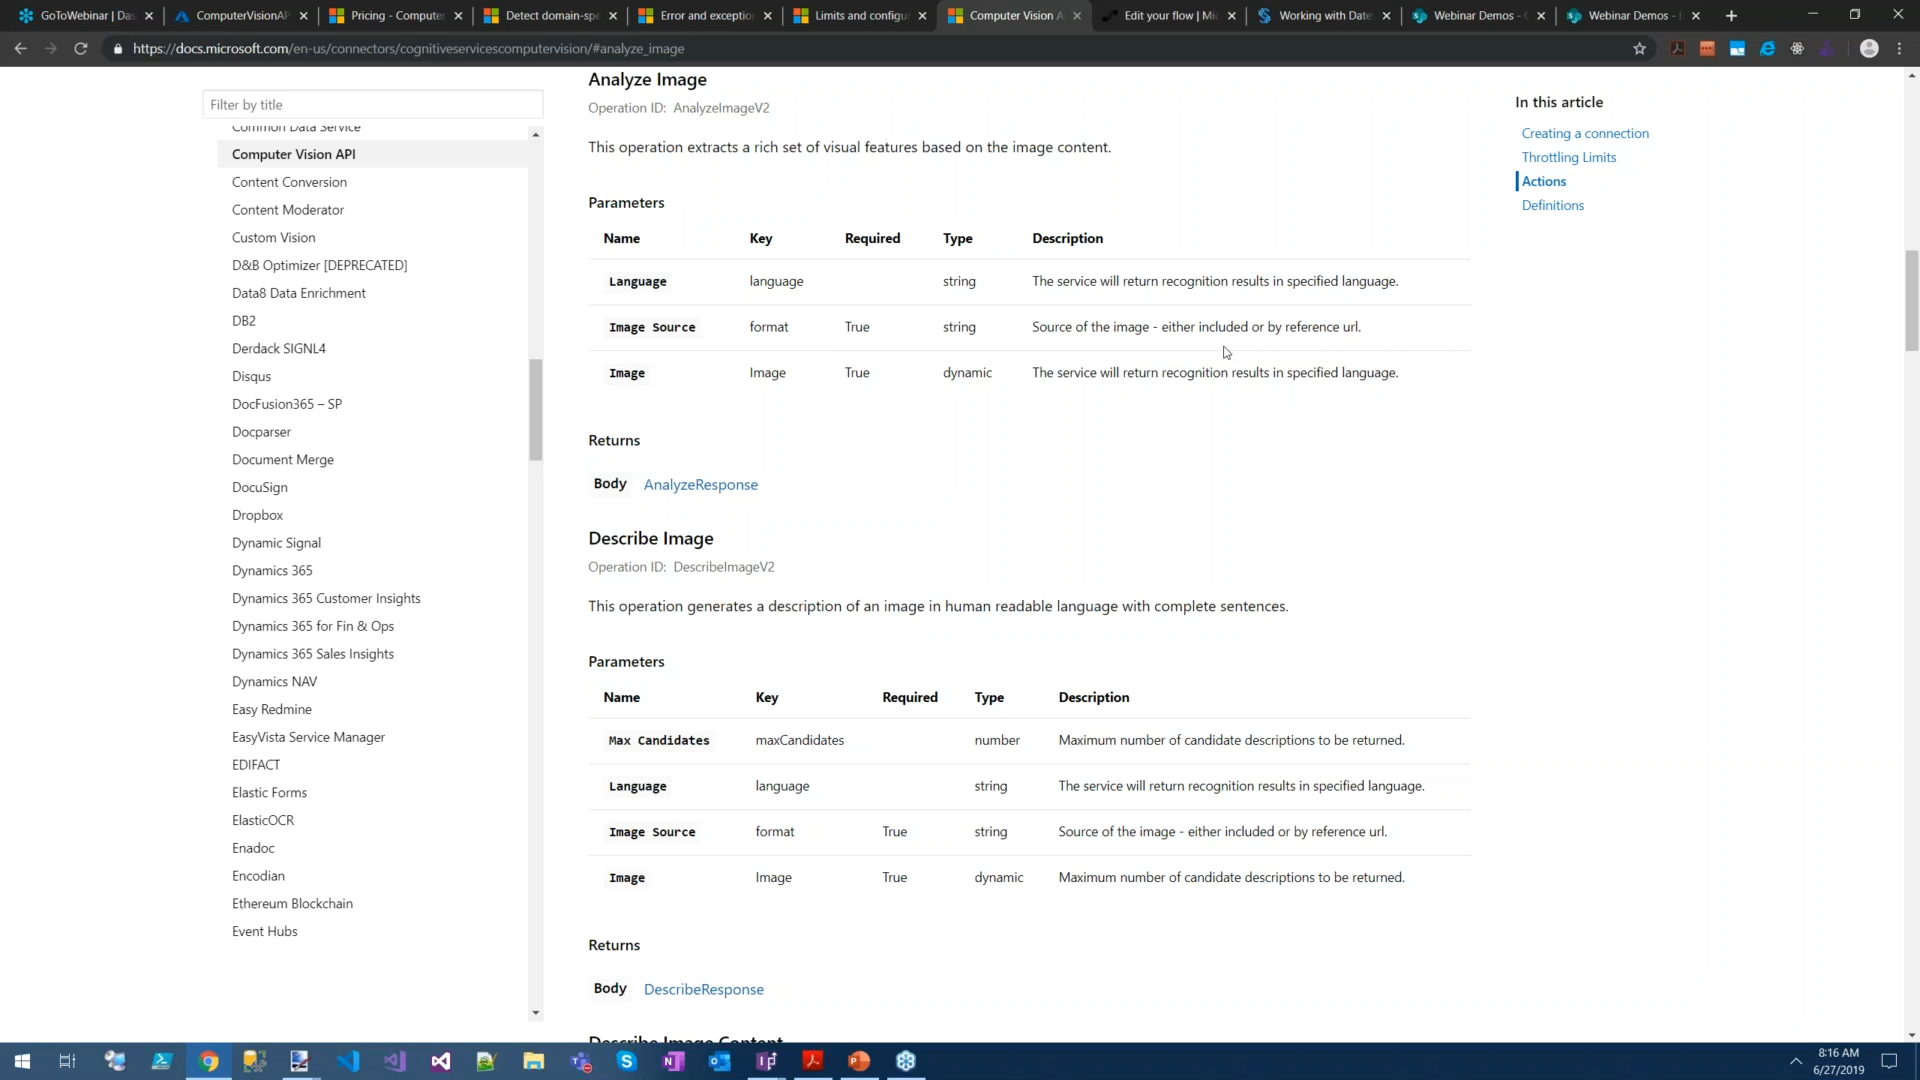 GoToWebinar | Das
ComputerVisionAPI
Pricing - Compute
Detect domain-spe
Error and exceptio
Limits and configu
Computer Vision A
Edit your flow | Mi
Working with Date
Webinar Demos -
Webinar Demos -
https://docs.microsoft.com/en-us/connectors/cognitiveservicescomputervision/#analyze_image
Filter by title
Common Data Service
Computer Vision API
Content Conversion
Content Moderator
Custom Vision
D&B Optimizer [DEPRECATED]
Data8 Data Enrichment
DB2
Derdack SIGNL4
Disqus
DocFusion365 – SP
Docparser
Document Merge
DocuSign
Dropbox
Dynamic Signal
Dynamics 365
Dynamics 365 Customer Insights
Dynamics 365 for Fin & Ops
Dynamics 365 Sales Insights
Dynamics NAV
Easy Redmine
EasyVista Service Manager
EDIFACT
Elastic Forms
ElasticOCR
Enadoc
Encodian
Ethereum Blockchain
Event Hubs
Analyze Image
Operation ID: AnalyzeImageV2
This operation extracts a rich set of visual features based on the image content.
Parameters
Name Key Required Type Description
Language language string The service will return recognition results in specified language.
Image Source format True string Source of the image - either included or by reference url.
Image Image True dynamic The service will return recognition results in specified language.
Returns
Body AnalyzeResponse
Describe Image
Operation ID: DescribeImageV2
This operation generates a description of an image in human readable language with complete sentences.
Parameters
Name Key Required Type Description
Max Candidates maxCandidates number Maximum number of candidate descriptions to be returned.
Language language string The service will return recognition results in specified language.
Image Source format True string Source of the image - either included or by reference url.
Image Image True dynamic Maximum number of candidate descriptions to be returned.
Returns
Body DescribeResponse
Describe Image Content
In this article
Creating a connection
Throttling Limits
Actions
Definitions
8:16 AM
6/27/2019